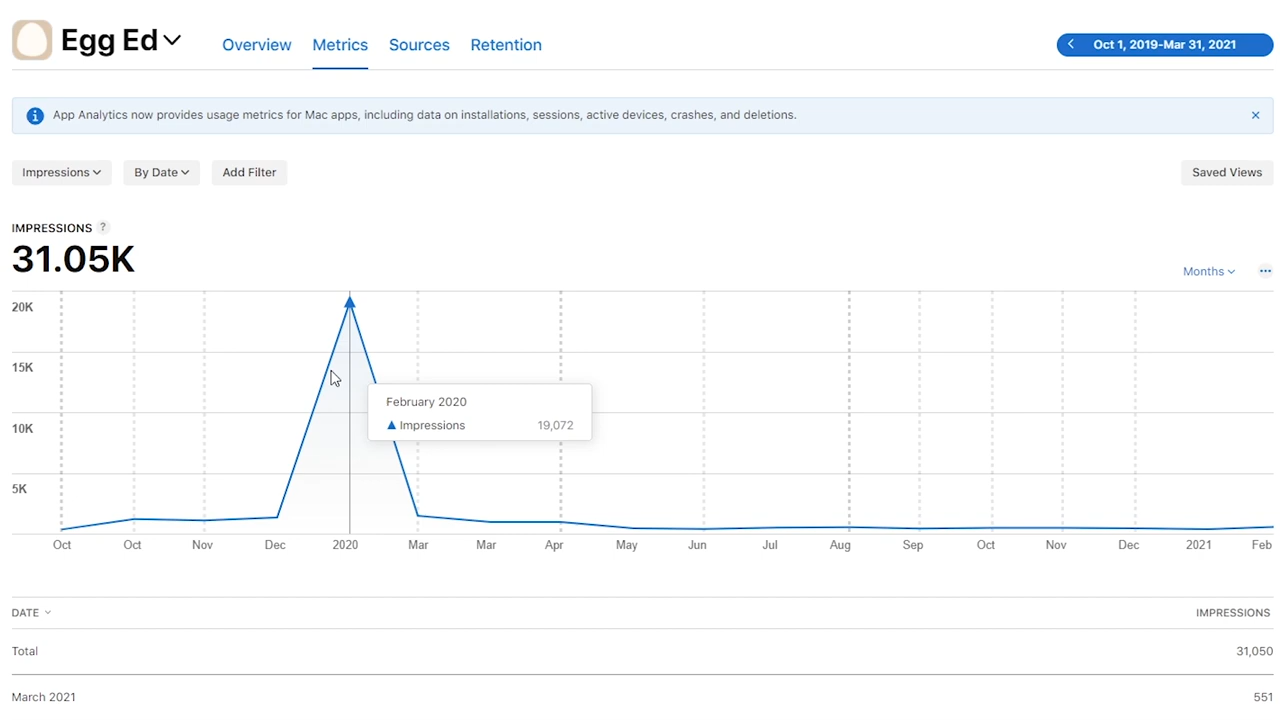 Egg Ed
Overview Metrics Sources Retention
Oct 1, 2019-Mar 31, 2021
App Analytics now provides usage metrics for Mac apps, including data on installations, sessions, active devices, crashes, and deletions.
Impressions By Date Add Filter Saved Views
IMPRESSIONS ?
31.05K
Months
20K
15K
10K
5K
February 2020
Impressions 19,072
Oct Oct Nov Dec 2020 Mar Mar Apr May Jun Jul Aug Sep Oct Nov Dec 2021 Feb
DATE IMPRESSIONS
Total 31,050
March 2021 551